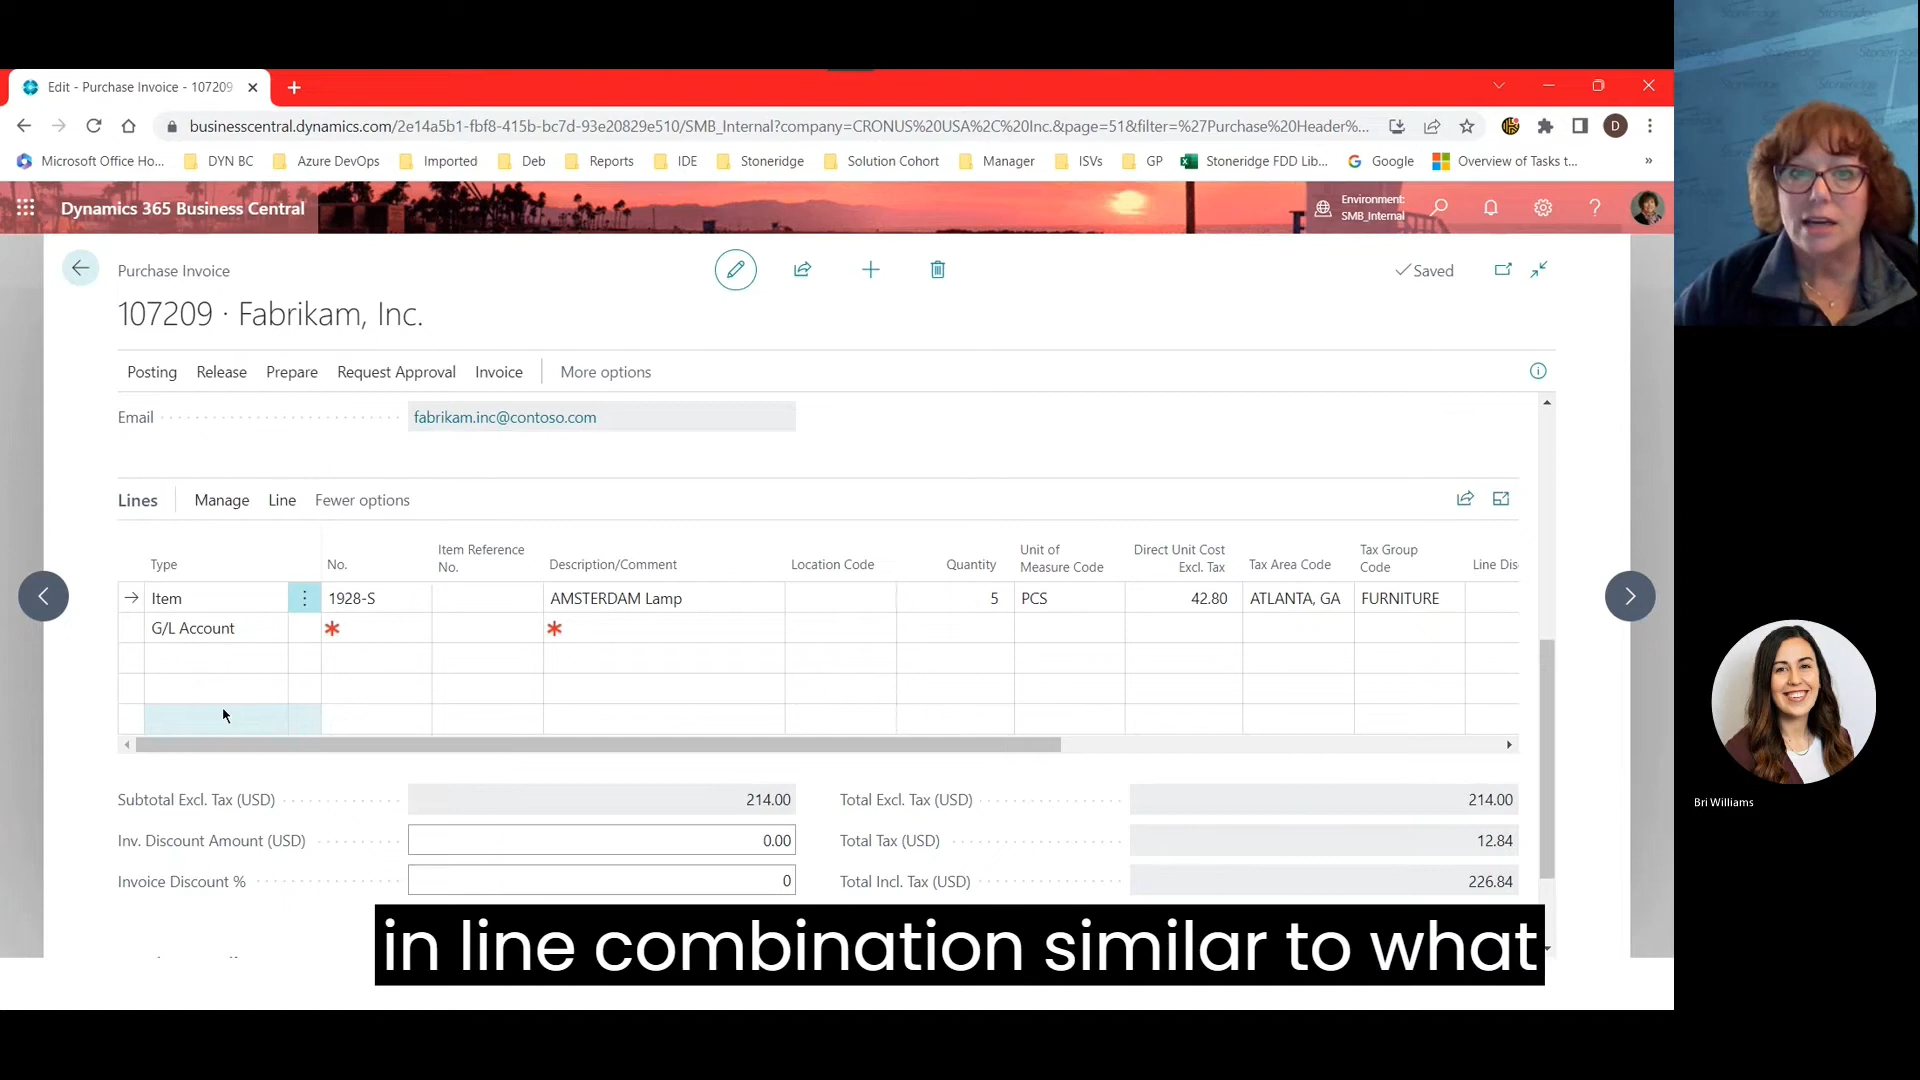 Edit - Purchase Invoice - 107209
businesscentral.dynamics.com/2e14a5b1-fbf8-415b-bc7d-93e20829e510/SMB_Internal?company=CRONUS%20USA%2C%20Inc.&page=51&filter=%27Purchase%20Header%...
D
Microsoft Office Ho... DYN BC Azure DevOps Imported Deb Reports IDE Stoneridge Solution Cohort Manager ISVs GP Stoneridge FDD Lib... Google Overview of Tasks t... »
Dynamics 365 Business Central
Environment:
SMB_Internal
Purchase Invoice
Saved
107209 · Fabrikam, Inc.
Posting Release Prepare Request Approval Invoice More options
Email fabrikam.inc@contoso.com
Lines Manage Line Fewer options
Type No. Item Reference No. Description/Comment Location Code Quantity Unit of Measure Code Direct Unit Cost Excl. Tax Tax Area Code Tax Group Code Line Dis
Item 1928-S AMSTERDAM Lamp 5 PCS 42.80 ATLANTA, GA FURNITURE
G/L Account * *
Subtotal Excl. Tax (USD) 214.00 Total Excl. Tax (USD) 214.00
Inv. Discount Amount (USD) 0.00 Total Tax (USD) 12.84
Invoice Discount % 0 Total Incl. Tax (USD) 226.84
in line combination similar to what
Bri Williams